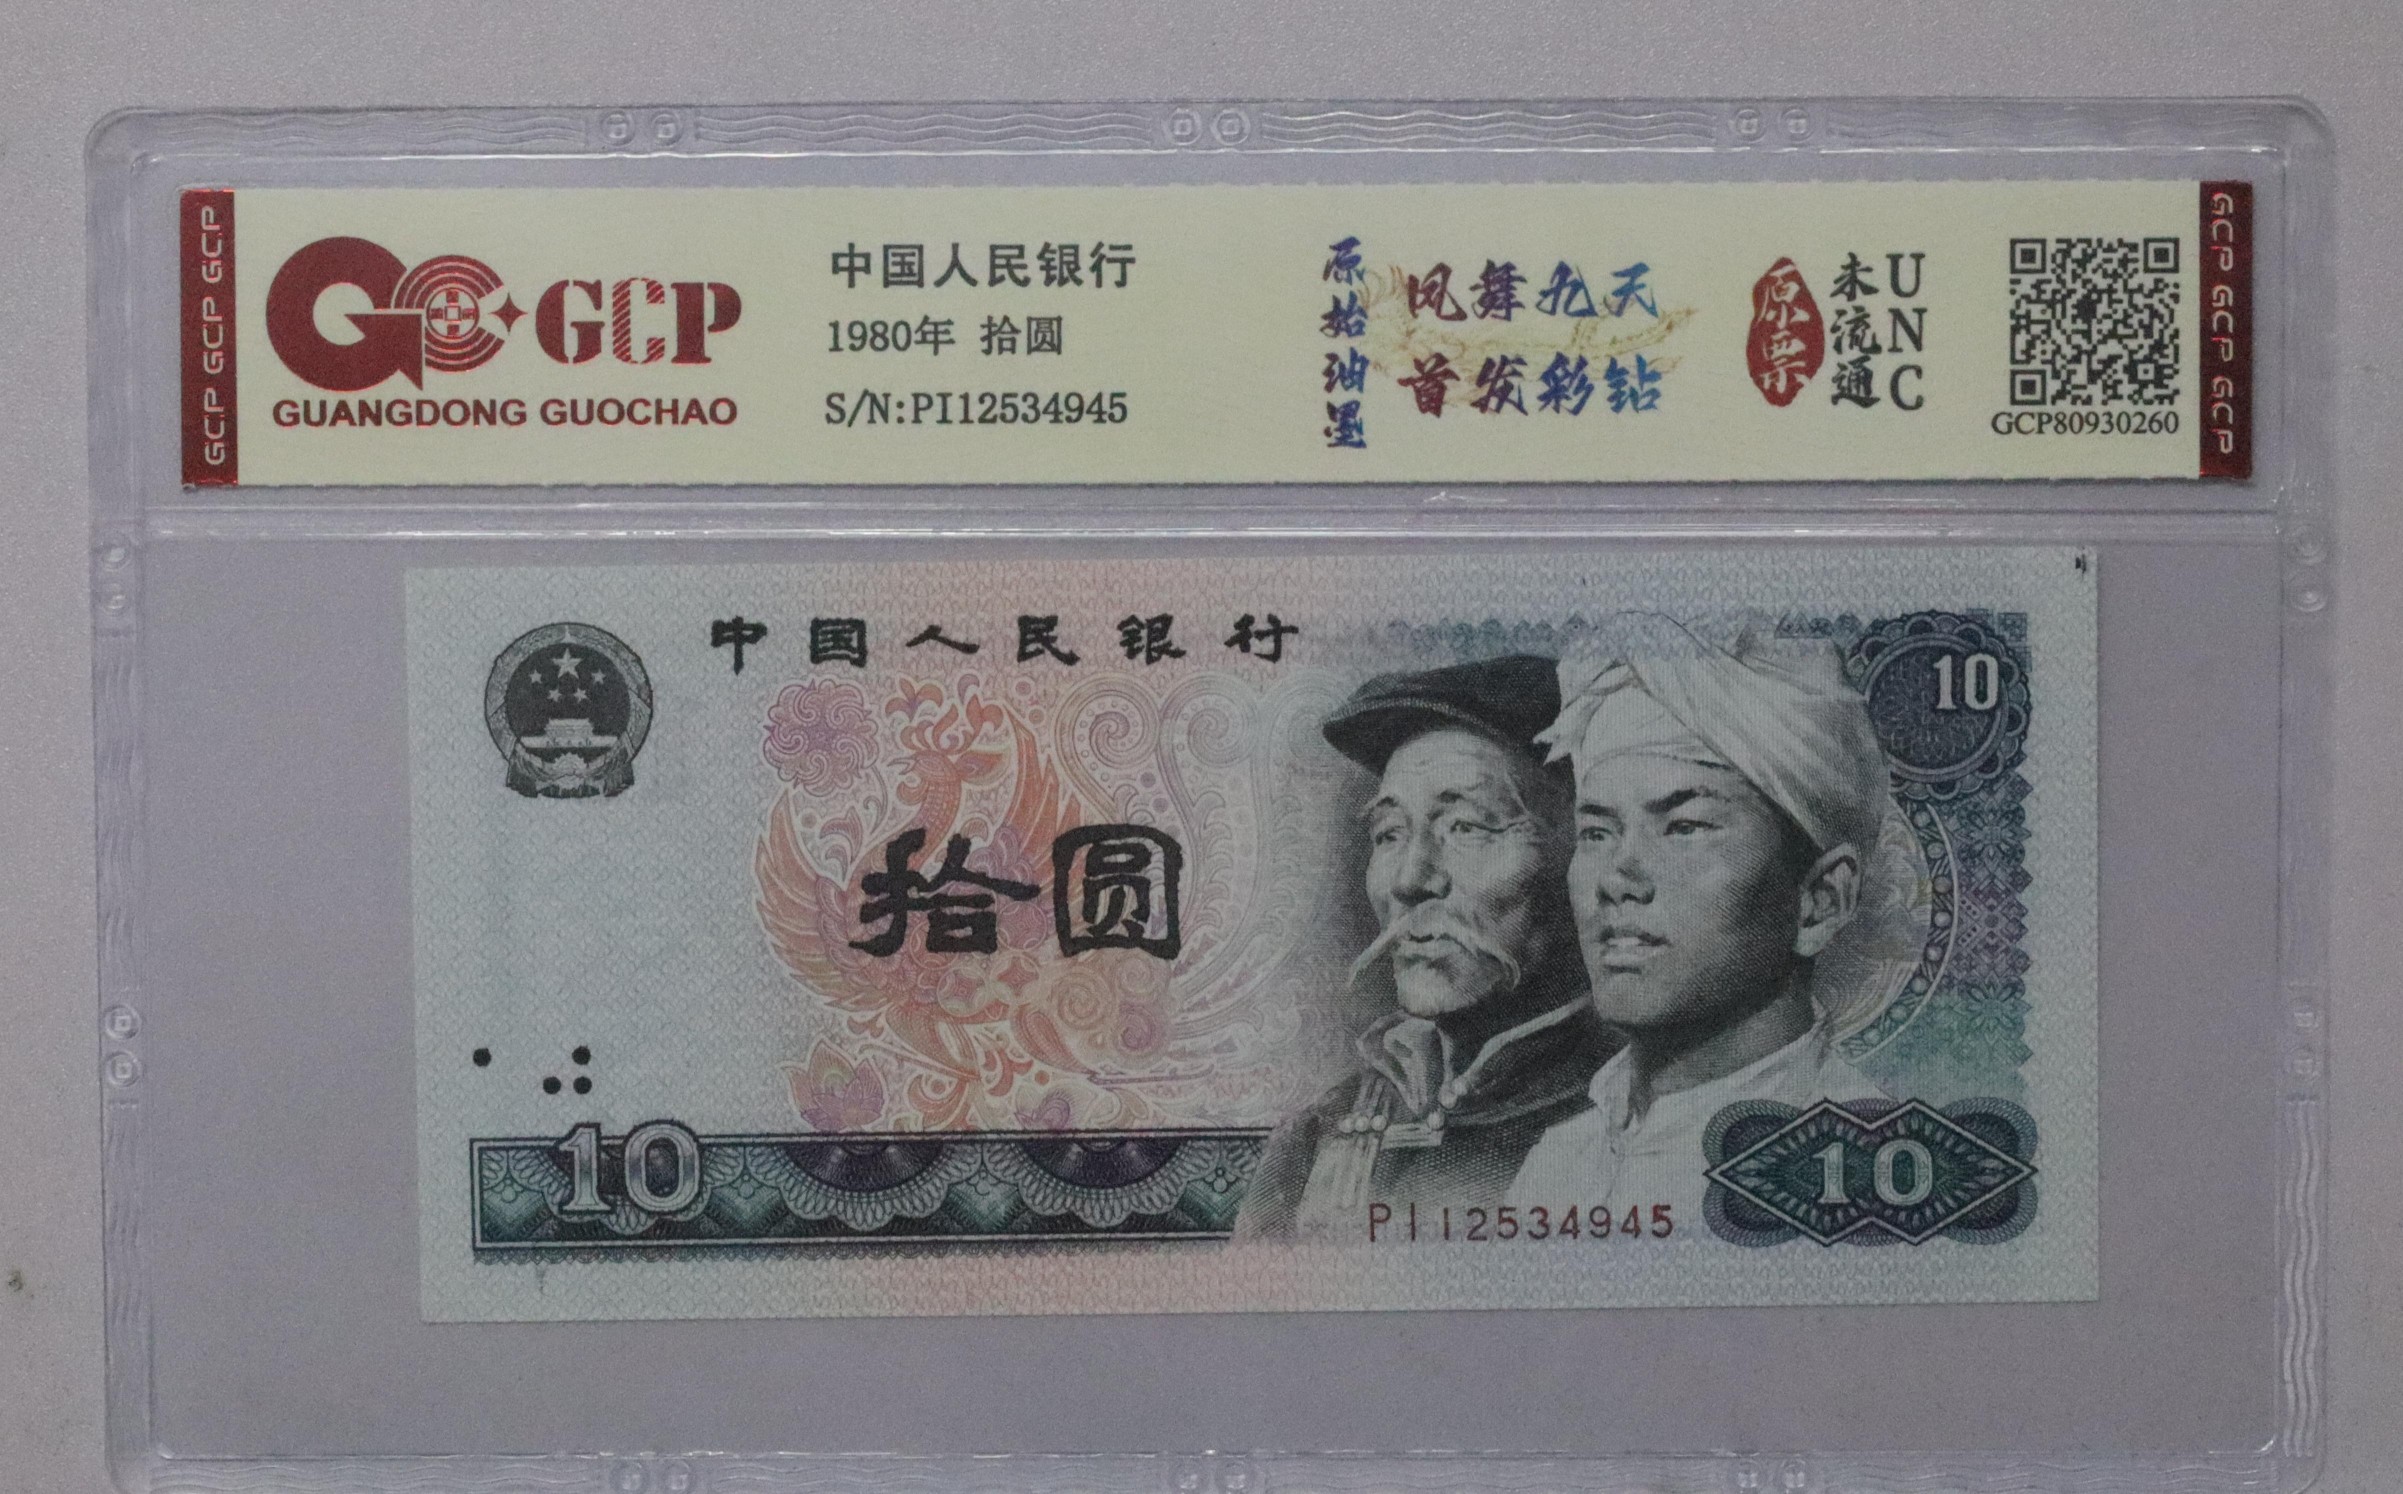 GCP GCP GCP
GCP
GUANGDONG GUOCHAO
中国人民银行
1980年 拾圆
S/N:PI12534945
原始油墨
凤舞九天
首发彩钻
原票
未流通
UNC
GCP80930260
GCP GCP GCP
中国人民银行
10
拾圆
10
10
PI12534945